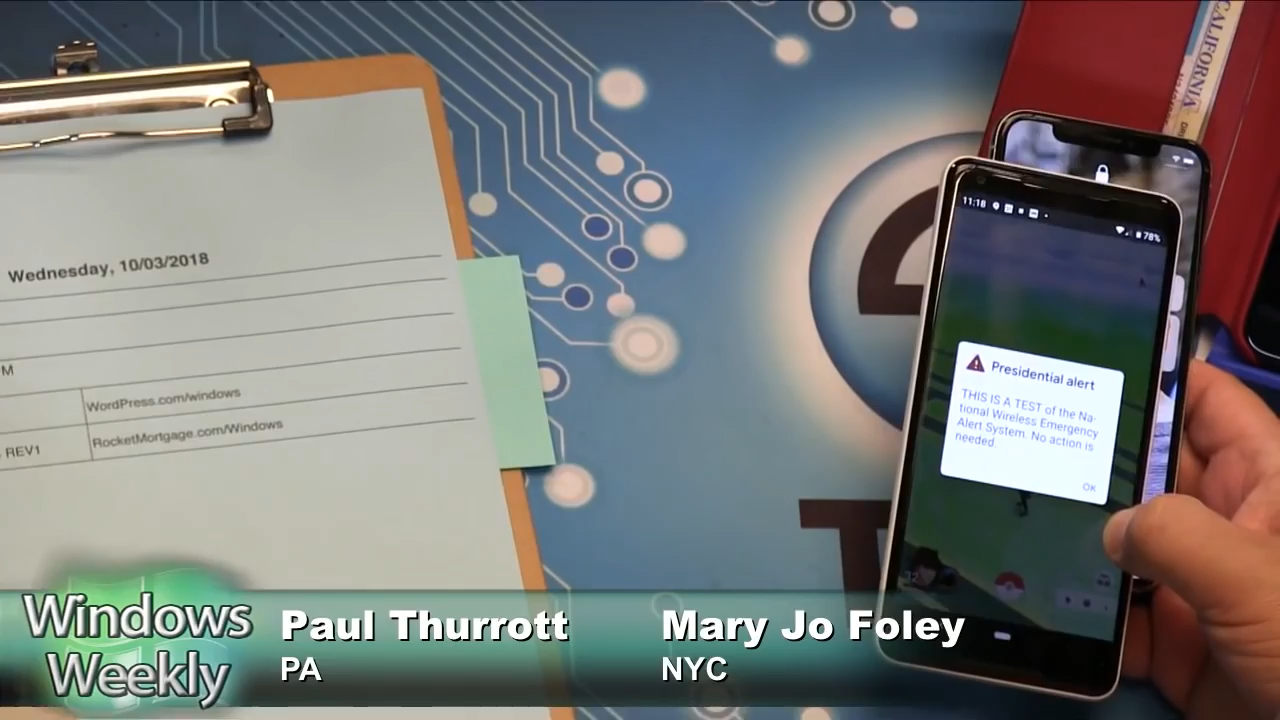 Wednesday, 10/03/2018
M
WordPress.com/windows
REV1
RocketMortgage.com/Windows
CALIFORNIA
11:18
78%
Presidential alert
THIS IS A TEST of the Na-
tional Wireless Emergency
Alert System. No action is
needed.
OK
T
Windows
Weekly
Paul Thurrott
PA
Mary Jo Foley
NYC